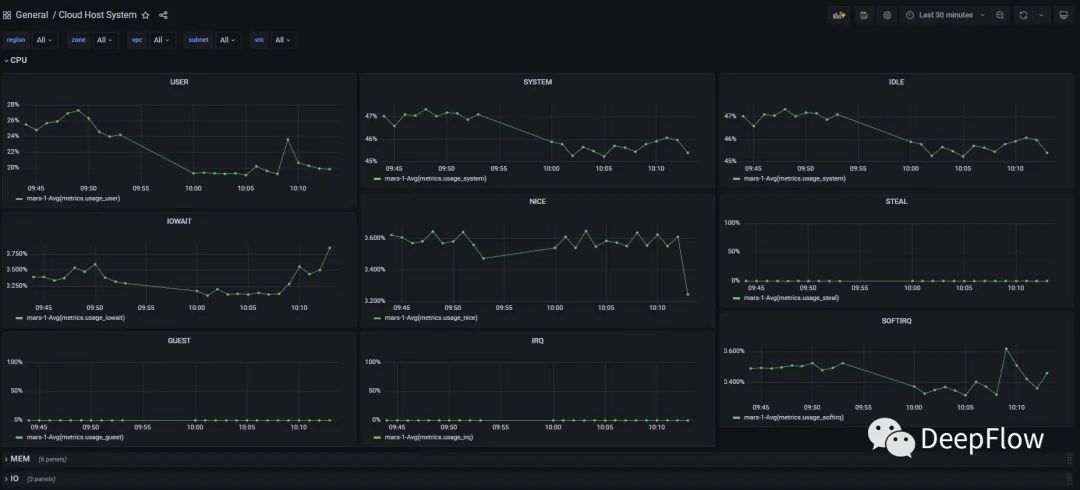 General / Cloud Host System
Last 30 minutes
region All zone All vpc All subnet All vm All
CPU
USER
28%
26%
24%
22%
20%
09:45 09:50 09:55 10:00 10:05 10:10
mars-1-Avg(metrics.usage_user)
SYSTEM
47%
46%
45%
09:45 09:50 09:55 10:00 10:05 10:10
mars-1-Avg(metrics.usage_system)
IDLE
47%
46%
45%
09:45 09:50 09:55 10:00 10:05 10:10
mars-1-Avg(metrics.usage_system)
IOWAIT
0.750%
0.500%
0.250%
09:45 09:50 09:55 10:00 10:05 10:10
mars-1-Avg(metrics.usage_iowait)
NICE
0.600%
0.400%
0.200%
09:45 09:50 09:55 10:00 10:05 10:10
mars-1-Avg(metrics.usage_nice)
STEAL
100%
50%
0%
09:45 09:50 09:55 10:00 10:05 10:10
mars-1-Avg(metrics.usage_steal)
GUEST
100%
50%
0%
09:45 09:50 09:55 10:00 10:05 10:10
mars-1-Avg(metrics.usage_guest)
IRQ
100%
50%
0%
09:45 09:50 09:55 10:00 10:05 10:10
mars-1-Avg(metrics.usage_irq)
SOFTIRQ
0.600%
0.400%
09:45 09:50 09:55 10:00 10:05 10:10
mars-1-Avg(metrics.usage_softirq)
DeepFlow
MEM (6 panels)
IO (3 panels)